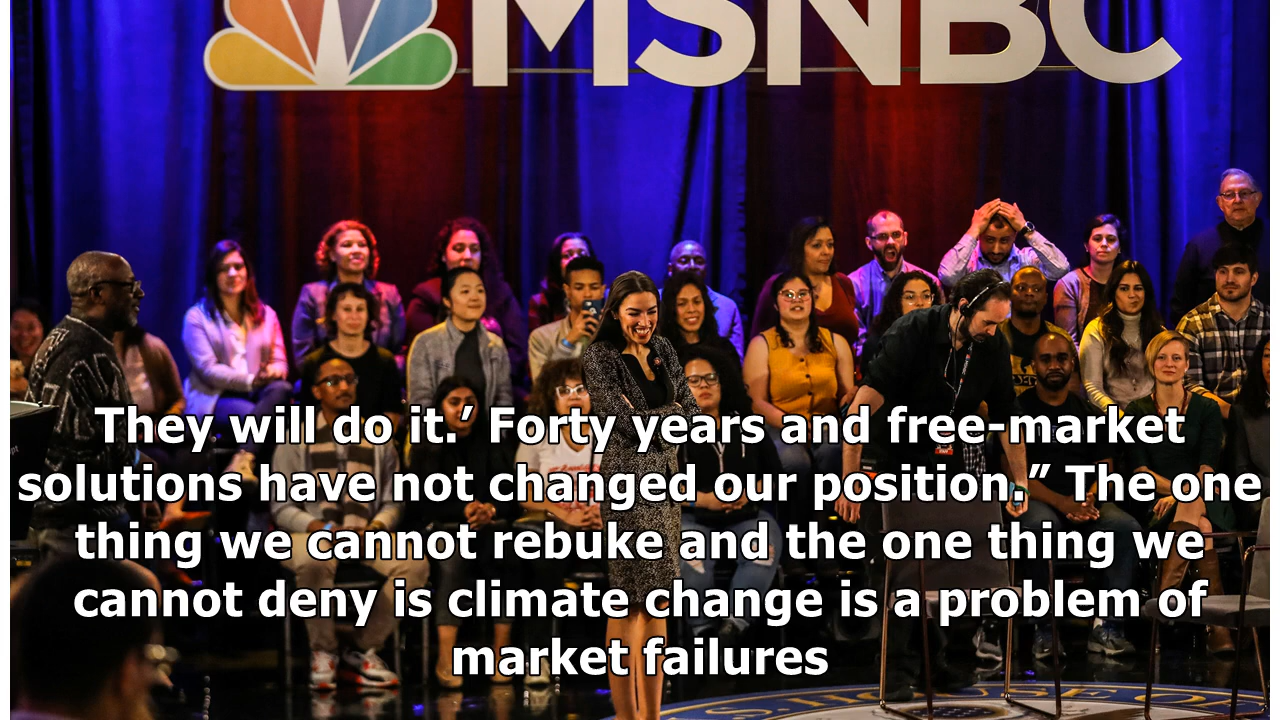 MSNBC
They will do it.’ Forty years and free-market
solutions have not changed our position.” The one
thing we cannot rebuke and the one thing we
cannot deny is climate change is a problem of
market failures